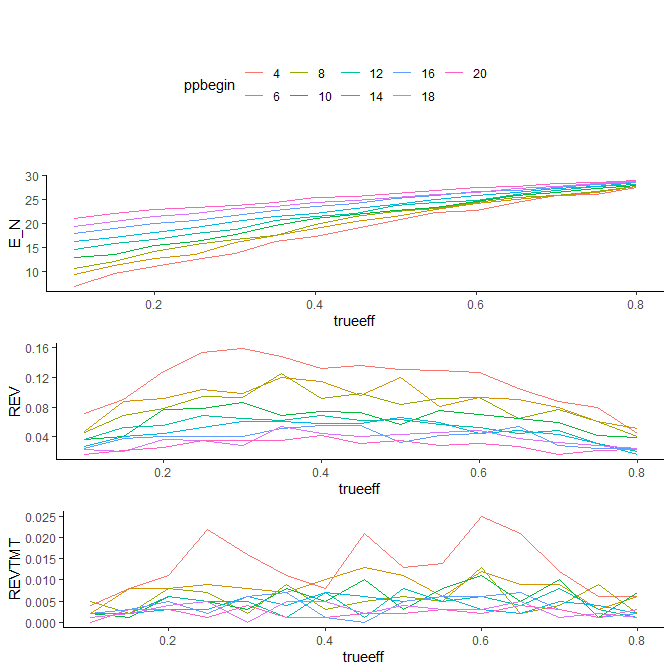 ppbegin 4 8 12 16 20
6 10 14 18
30
25
20
15
10
E_N
0.2 0.4 0.6 0.8
trueeff
0.16
0.12
0.08
0.04
REV
0.2 0.4 0.6 0.8
trueeff
0.025
0.020
0.015
0.010
0.005
0.000
REVTMT
0.2 0.4 0.6 0.8
trueeff